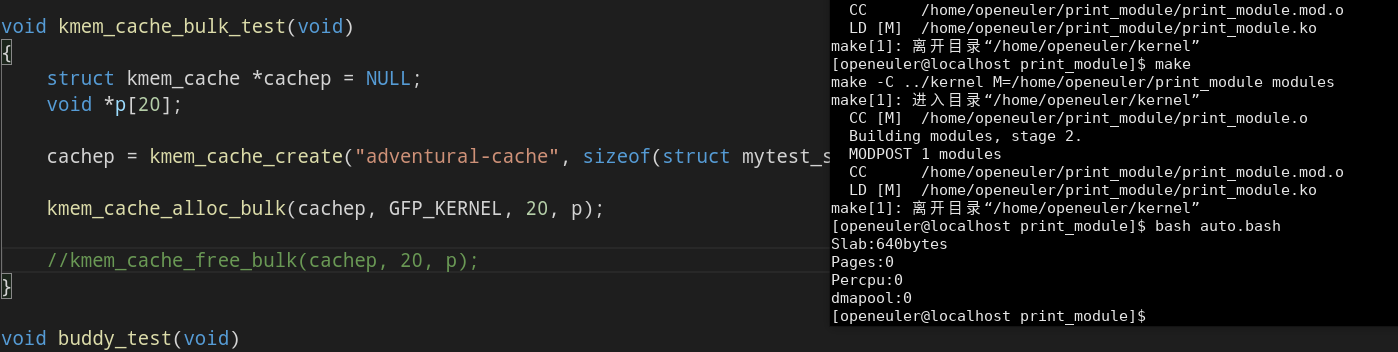 void kmem_cache_bulk_test(void)
{
    struct kmem_cache *cachep = NULL;
    void *p[20];
    cachep = kmem_cache_create("adventural-cache", sizeof(struct mytest_s
    kmem_cache_alloc_bulk(cachep, GFP_KERNEL, 20, p);
    //kmem_cache_free_bulk(cachep, 20, p);
}
void buddy_test(void)
  CC      /home/openeuler/print_module/print_module.mod.o
  LD [M]  /home/openeuler/print_module/print_module.ko
make[1]: 离开目录“/home/openeuler/kernel”
[openeuler@localhost print_module]$ make
make -C ../kernel M=/home/openeuler/print_module modules
make[1]: 进入目录“/home/openeuler/kernel”
  CC [M]  /home/openeuler/print_module/print_module.o
  Building modules, stage 2.
  MODPOST 1 modules
  CC      /home/openeuler/print_module/print_module.mod.o
  LD [M]  /home/openeuler/print_module/print_module.ko
make[1]: 离开目录“/home/openeuler/kernel”
[openeuler@localhost print_module]$ bash auto.bash
Slab:640bytes
Pages:0
Percpu:0
dmapool:0
[openeuler@localhost print_module]$